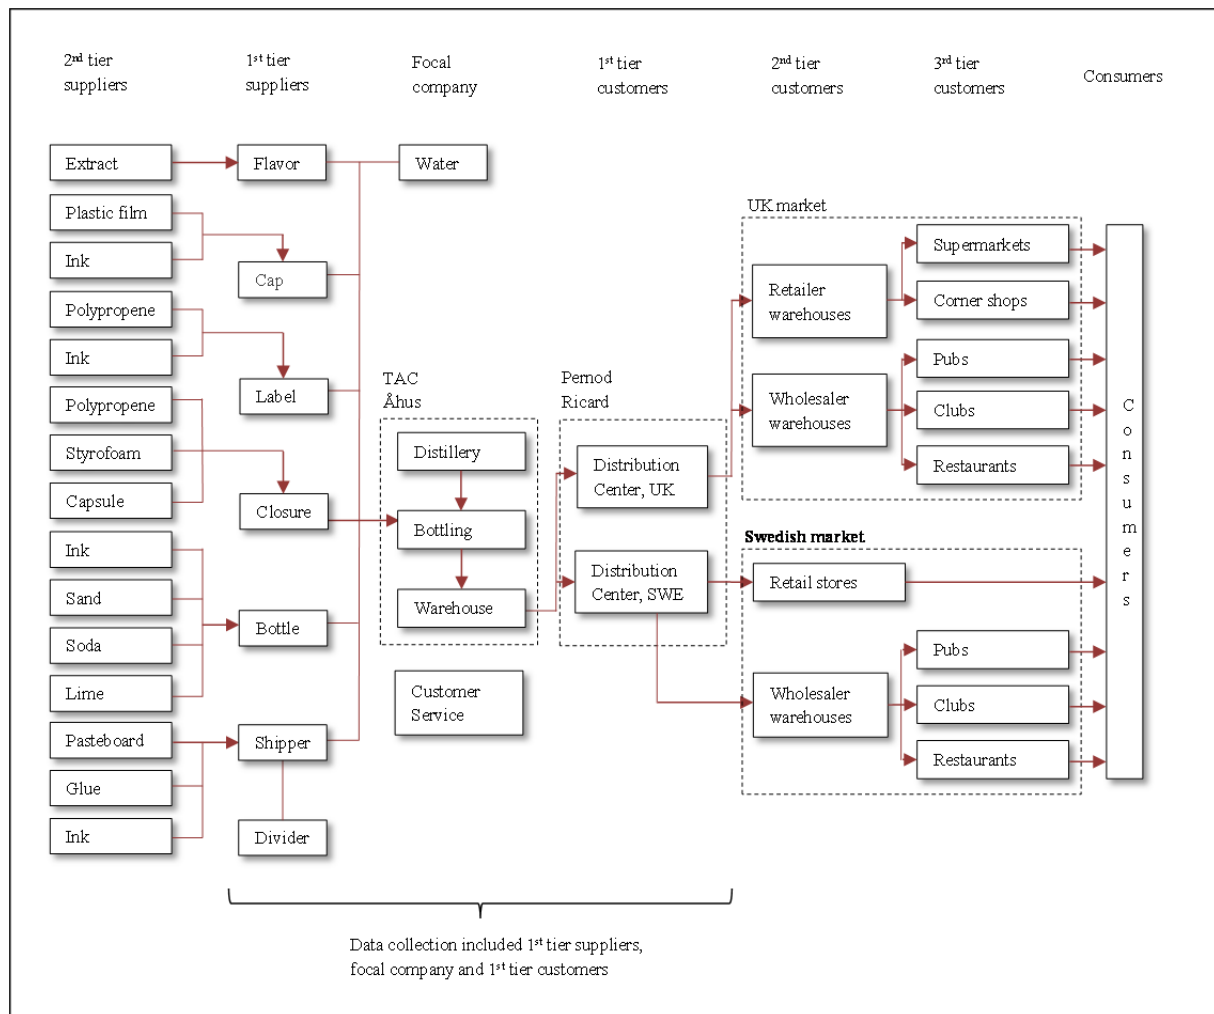 2nd tier
suppliers
1st tier
suppliers
Focal
company
1st tier
customers
2nd tier
customers
3rd tier
customers
Consumers
Extract
Plastic film
Ink
Polypropene
Ink
Polypropene
Styrofoam
Capsule
Ink
Sand
Soda
Lime
Pasteboard
Glue
Ink
Flavor
Cap
Label
Closure
Bottle
Shipper
Divider
Water
TAC
Åhus
Distillery
Bottling
Warehouse
Customer
Service
Pernod
Ricard
Distribution
Center, UK
Distribution
Center, SWE
UK market
Retailer
warehouses
Wholesaler
warehouses
Supermarkets
Corner shops
Pubs
Clubs
Restaurants
Swedish market
Retail stores
Wholesaler
warehouses
Pubs
Clubs
Restaurants
Consumers
Data collection included 1st tier suppliers,
focal company and 1st tier customers